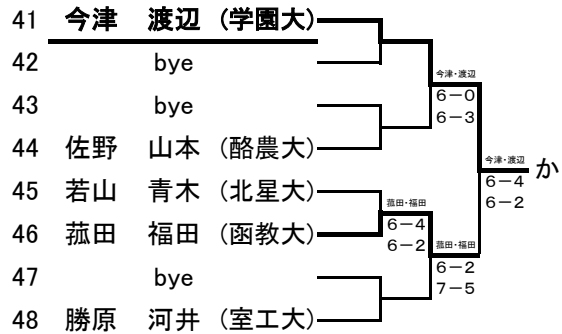 41 今津 渡辺 (学園大)
42 bye
今津・渡辺
6-0
43 bye
6-3
44 佐野 山本 (酪農大)
今津・渡辺
か
6-4
45 若山 青木 (北星大)
6-2
菰田・福田
46 菰田 福田 (函教大)
6-4
6-2
菰田・福田
47 bye
6-2
7-5
48 勝原 河井 (室工大)